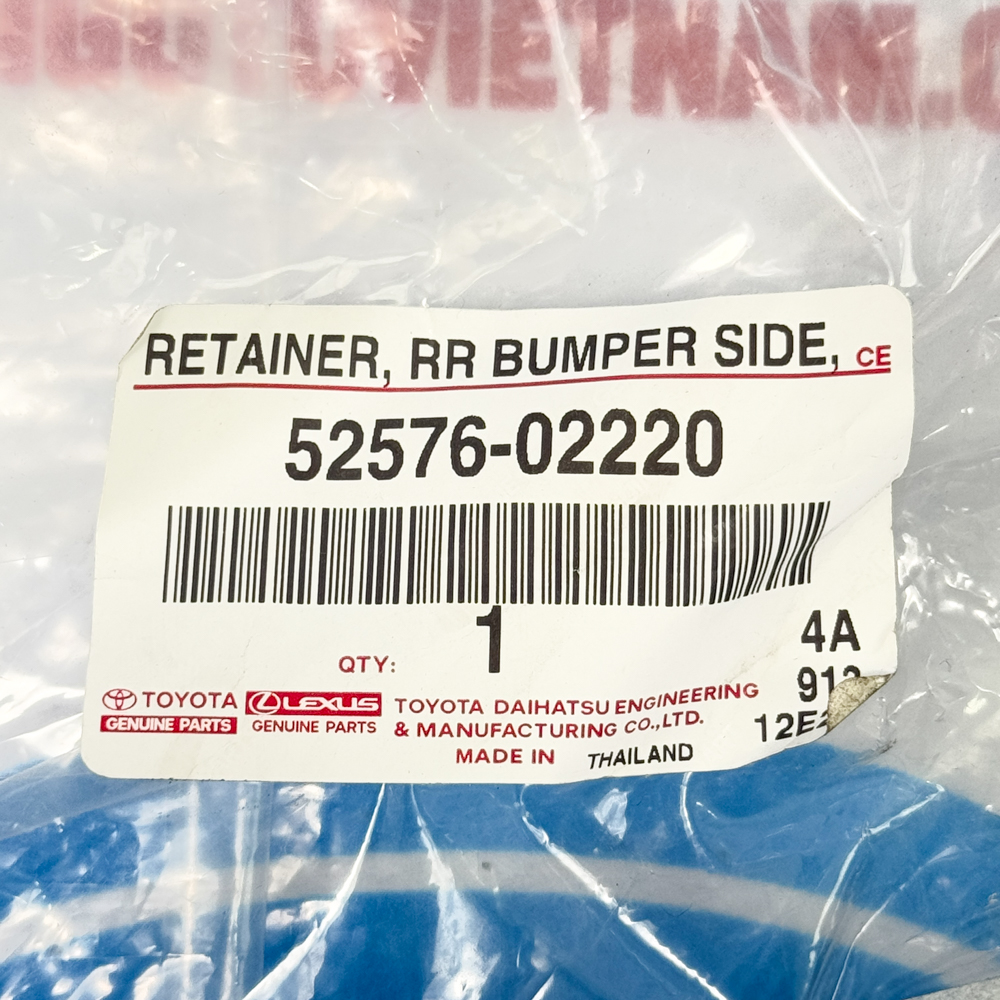 RETAINER, RR BUMPER SIDE, CE
52576-02220
1
QTY:
4A
TOYOTA
GENUINE PARTS
LEXUS
GENUINE PARTS
TOYOTA DAIHATSU ENGINEERING
& MANUFACTURING CO.,LTD.
MADE IN THAILAND